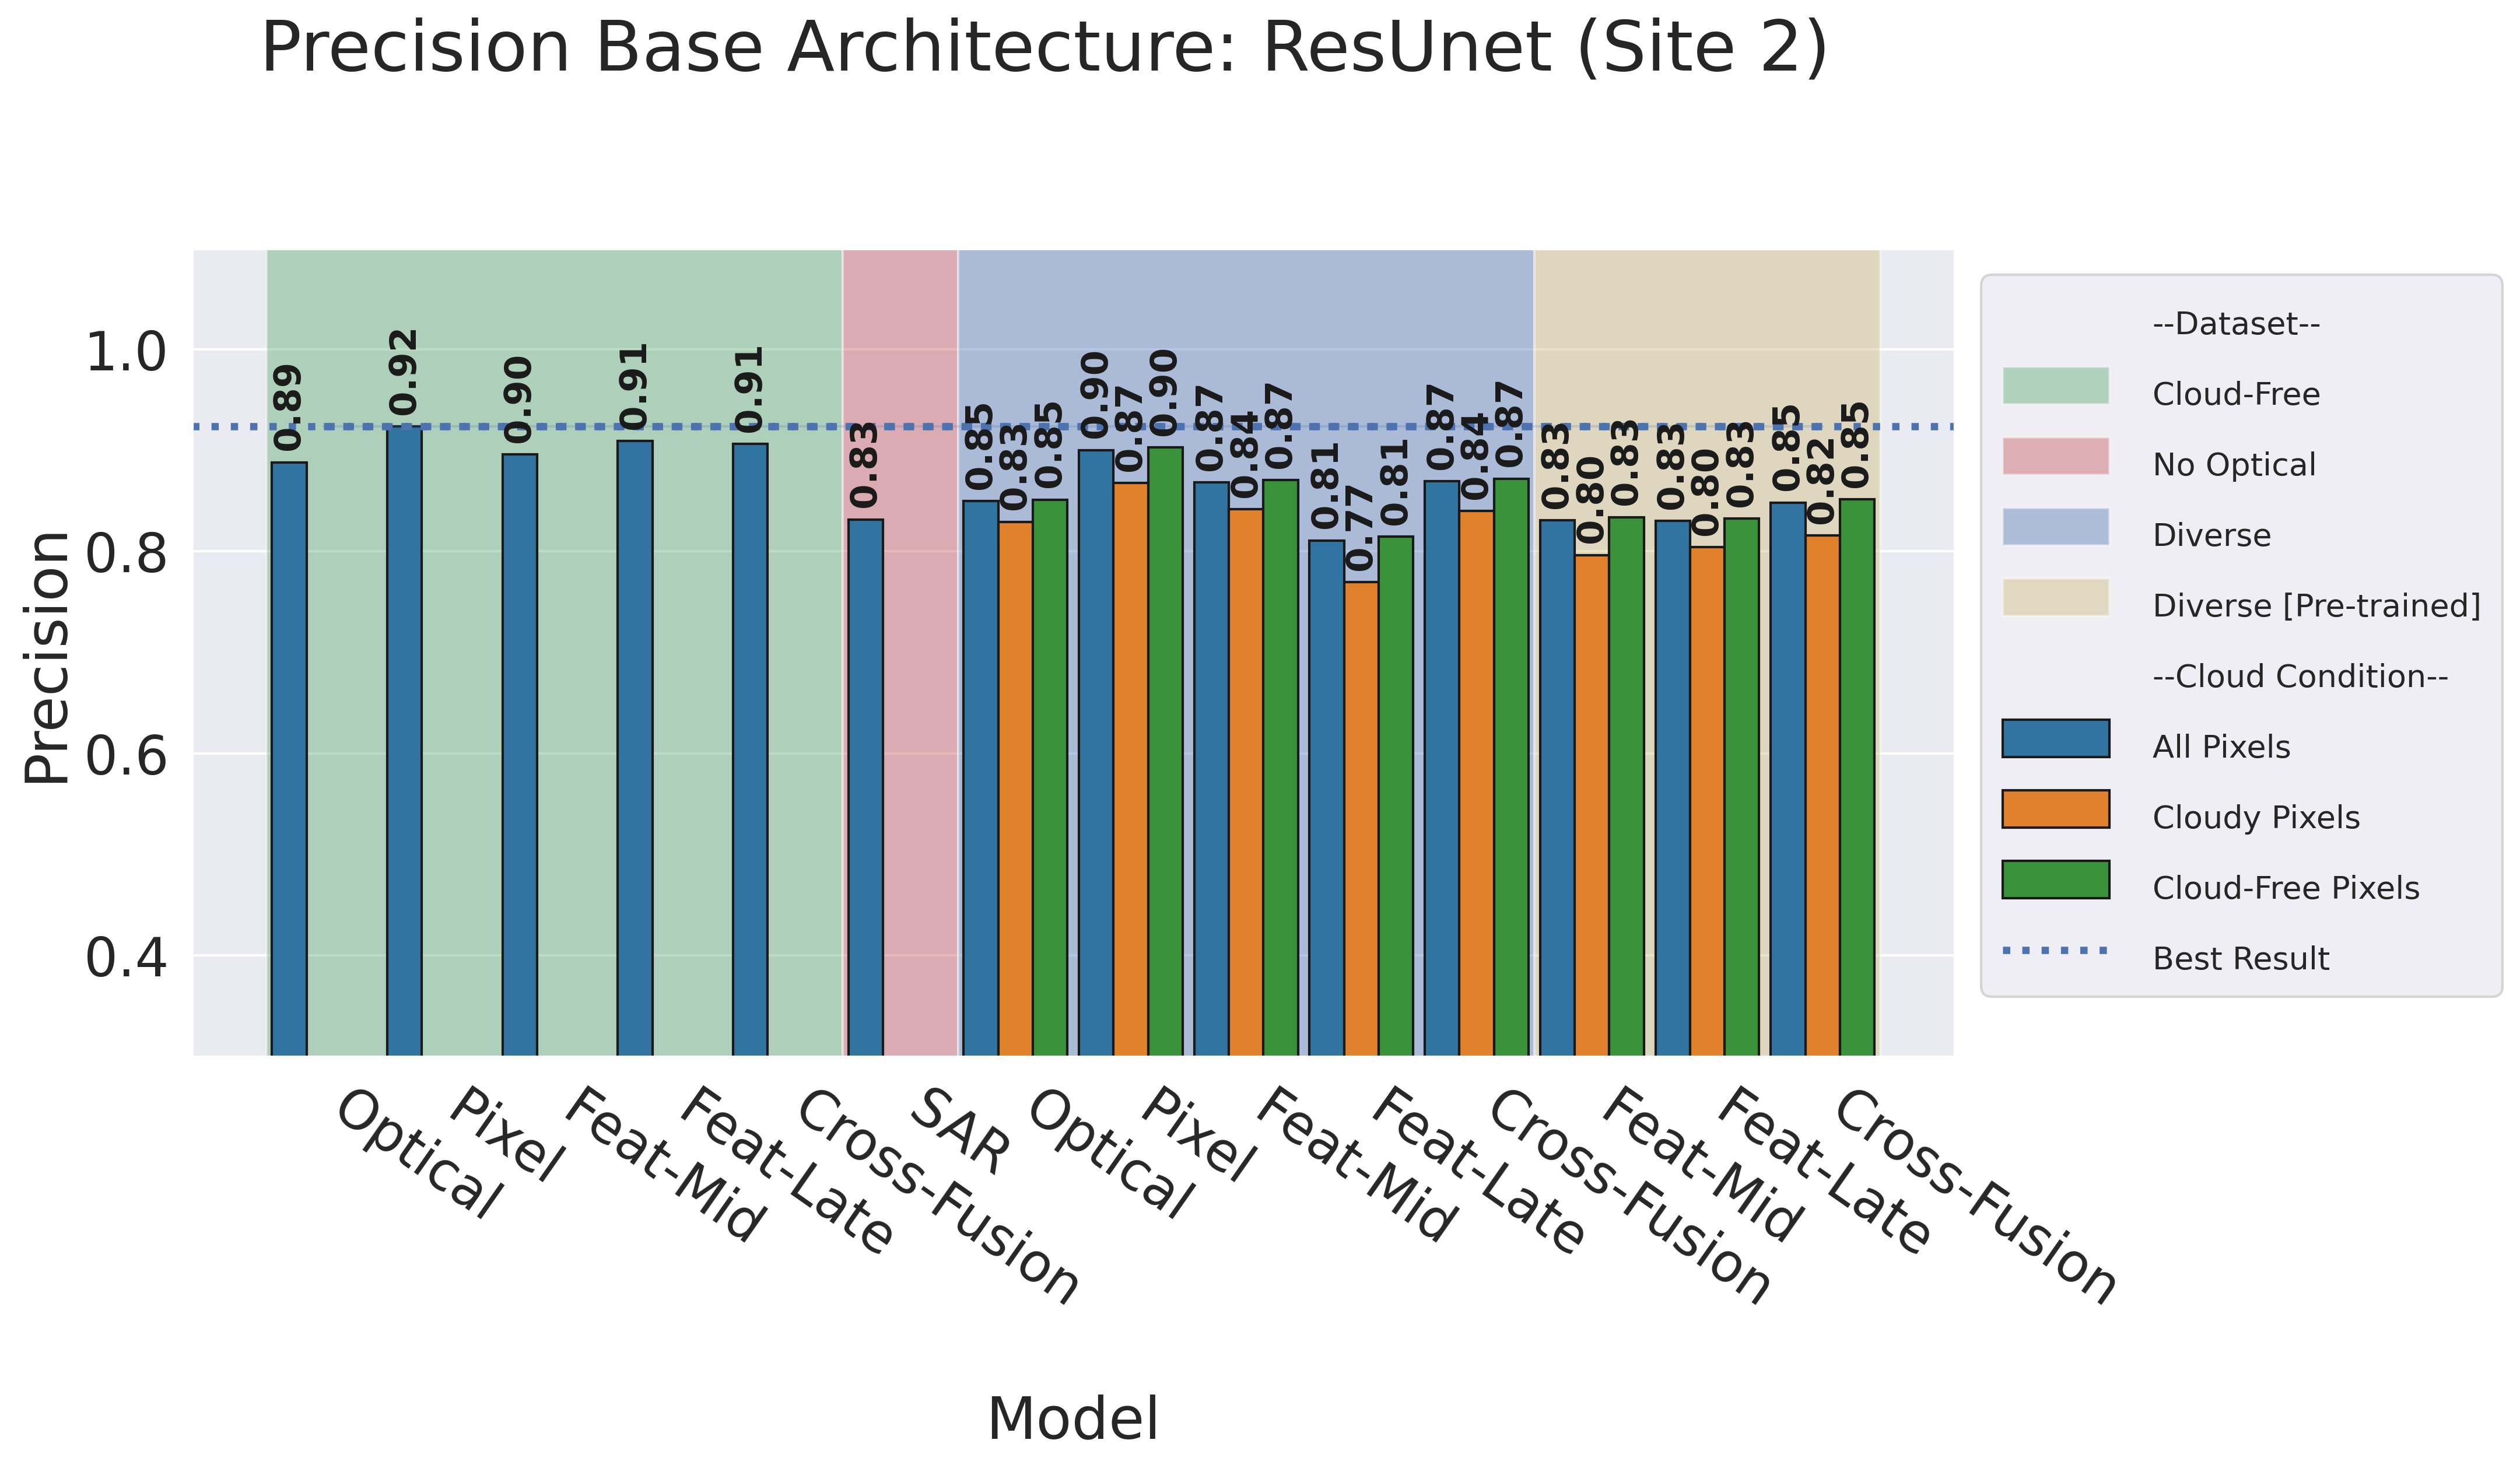 Precision Base Architecture: ResUnet (Site 2)
Precision
1.0
0.8
0.6
0.4
0.89
0.92
0.90
0.91
0.91
0.83
0.85
0.83
0.85
0.90
0.87
0.90
0.87
0.84
0.87
0.81
0.77
0.81
0.87
0.84
0.87
0.83
0.80
0.83
0.83
0.80
0.83
0.85
0.82
0.85
Optical
Pixel
Feat-Mid
Feat-Late
Cross-Fusion
SAR
Optical
Pixel
Feat-Mid
Feat-Late
Cross-Fusion
Feat-Mid
Feat-Late
Cross-Fusion
Model
--Dataset--
Cloud-Free
No Optical
Diverse
Diverse [Pre-trained]
--Cloud Condition--
All Pixels
Cloudy Pixels
Cloud-Free Pixels
Best Result